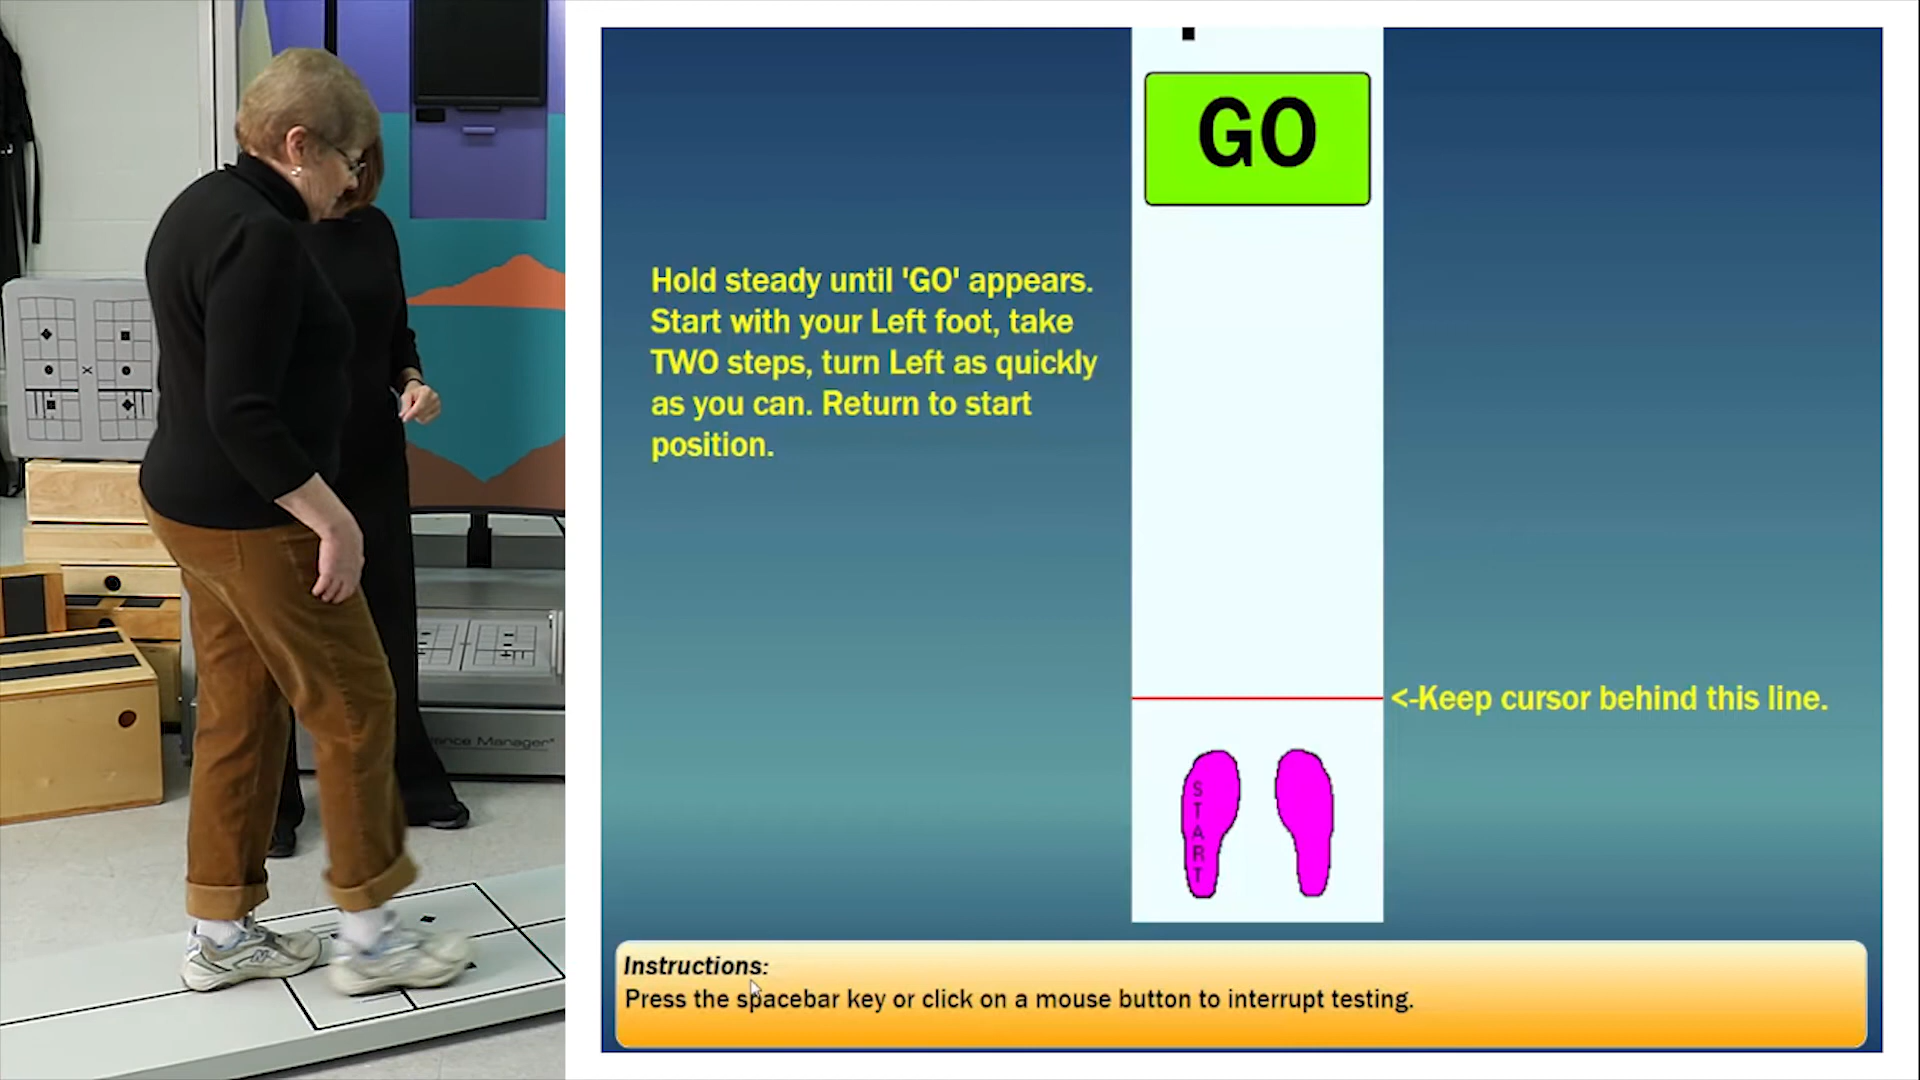 GO
Hold steady until 'GO' appears.
Start with your Left foot, take
TWO steps, turn Left as quickly
as you can. Return to start
position.
<-Keep cursor behind this line.
START
Instructions:
Press the spacebar key or click on a mouse button to interrupt testing.
Manager
N
X